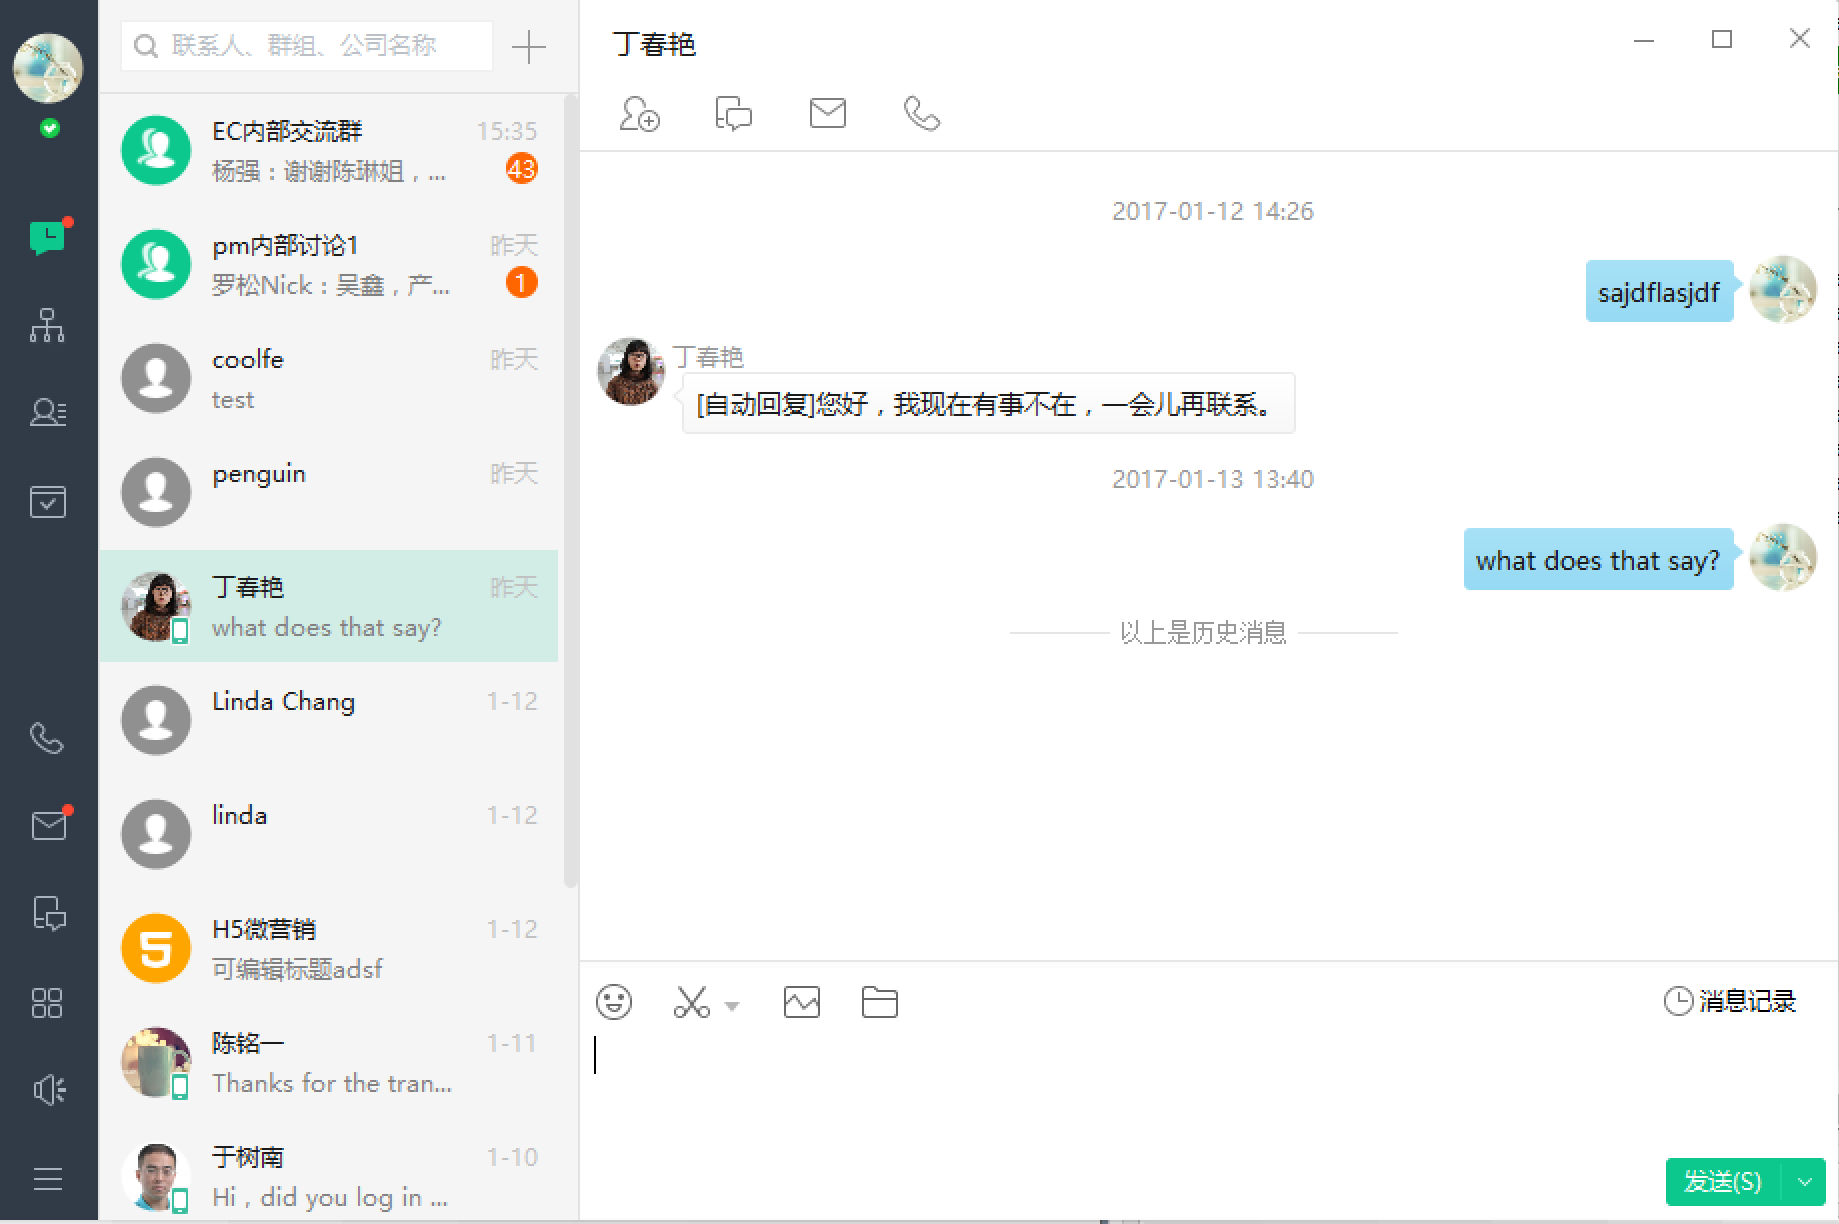 联系人、群组、公司名称
EC内部交流群
15:35
杨强：谢谢陈琳姐，...
43
pm内部讨论1
昨天
罗松Nick：吴鑫，产...
1
coolfe
昨天
test
penguin
昨天
丁春艳
昨天
what does that say?
Linda Chang
1-12
linda
1-12
H5微营销
1-12
可编辑标题adsf
陈铭一
1-11
Thanks for the tran...
于树南
1-10
Hi，did you log in ...
丁春艳
2017-01-12 14:26
sajdflasjdf
丁春艳
[自动回复]您好，我现在有事不在，一会儿再联系。
2017-01-13 13:40
what does that say?
以上是历史消息
消息记录
发送(S)